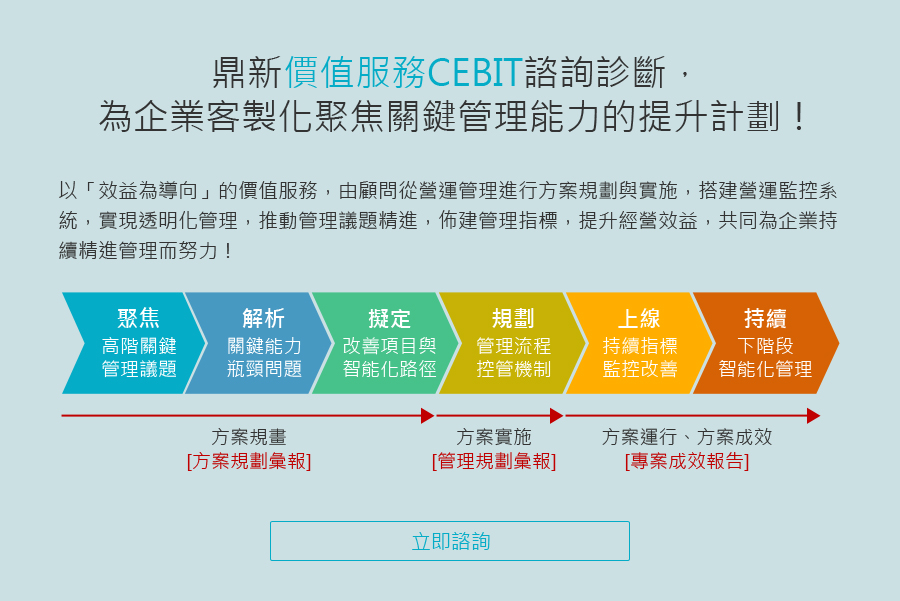 鼎新價值服務CEBIT諮詢診斷，
為企業客製化聚焦關鍵管理能力的提升計劃！
以「效益為導向」的價值服務，由顧問從營運管理進行方案規劃與實施，搭建營運監控系
統，實現透明化管理，推動管理議題精進，佈建管理指標，提升經營效益，共同為企業持
續精進管理而努力！
聚焦
高階關鍵
管理議題
解析
關鍵能力
瓶頸問題
擬定
改善項目與
智能化路徑
規劃
管理流程
控管機制
上線
持續指標
監控改善
持續
下階段
智能化管理
方案規畫
[方案規劃彙報]
方案實施
[管理規劃彙報]
方案運行、方案成效
[專案成效報告]
立即諮詢